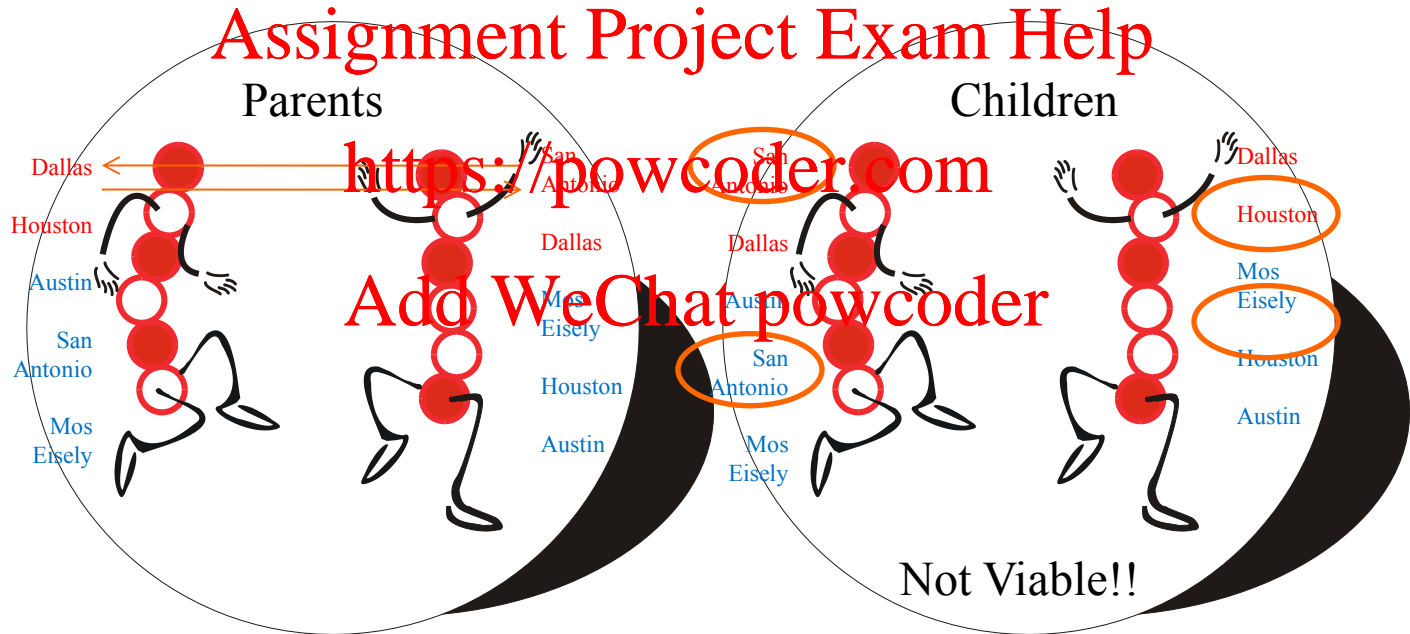 Assignment Project Exam Help
Parents
Children
https://powcoder.com
Add WeChat powcoder
Dallas
Houston
Austin
San
Antonio
Mos
Eisely
San
Antonio
Dallas
Mos
Eisely
Houston
Austin
San
Antonio
Dallas
Austin
San
Antonio
Mos
Eisely
Dallas
Houston
Mos
Eisely
Houston
Austin
Not Viable!!